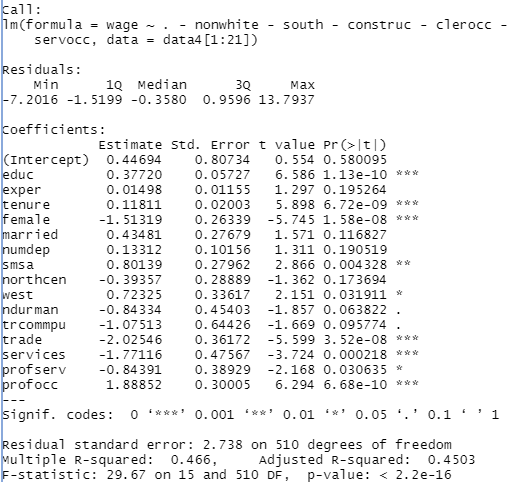 Call:
lm(formula = wage ~ . - nonwhite - south - construc - clerocc -
    servocc, data = data4[1:21])
Residuals:
    Min      1Q  Median      3Q     Max
-7.2016 -1.5199 -0.3580  0.9596 13.7937
Coefficients:
            Estimate Std. Error t value Pr(>|t|)
(Intercept)  0.44694    0.80734   0.554 0.580095
educ         0.37720    0.05727   6.586 1.13e-10 ***
exper        0.01498    0.01155   1.297 0.195264
tenure       0.11811    0.02003   5.898 6.72e-09 ***
female      -1.51319    0.26339  -5.745 1.58e-08 ***
married      0.43481    0.27679   1.571 0.116827
numdep       0.13312    0.10156   1.311 0.190519
smsa         0.80139    0.27962   2.866 0.004328 **
northcen    -0.39357    0.28889  -1.362 0.173694
west         0.72325    0.33617   2.151 0.031911 *
ndurman     -0.84334    0.45403  -1.857 0.063822 .
trcommpu    -1.07513    0.64426  -1.669 0.095774 .
trade       -2.02546    0.36172  -5.599 3.52e-08 ***
services    -1.77116    0.47567  -3.724 0.000218 ***
profserv    -0.84391    0.38929  -2.168 0.030635 *
profocc      1.88852    0.30005   6.294 6.68e-10 ***
---
Signif. codes:  0 ‘***’ 0.001 ‘**’ 0.01 ‘*’ 0.05 ‘.’ 0.1 ‘ ’ 1
Residual standard error: 2.738 on 510 degrees of freedom
Multiple R-squared:  0.466,	Adjusted R-squared:  0.4503
F-statistic: 29.67 on 15 and 510 DF,  p-value: < 2.2e-16